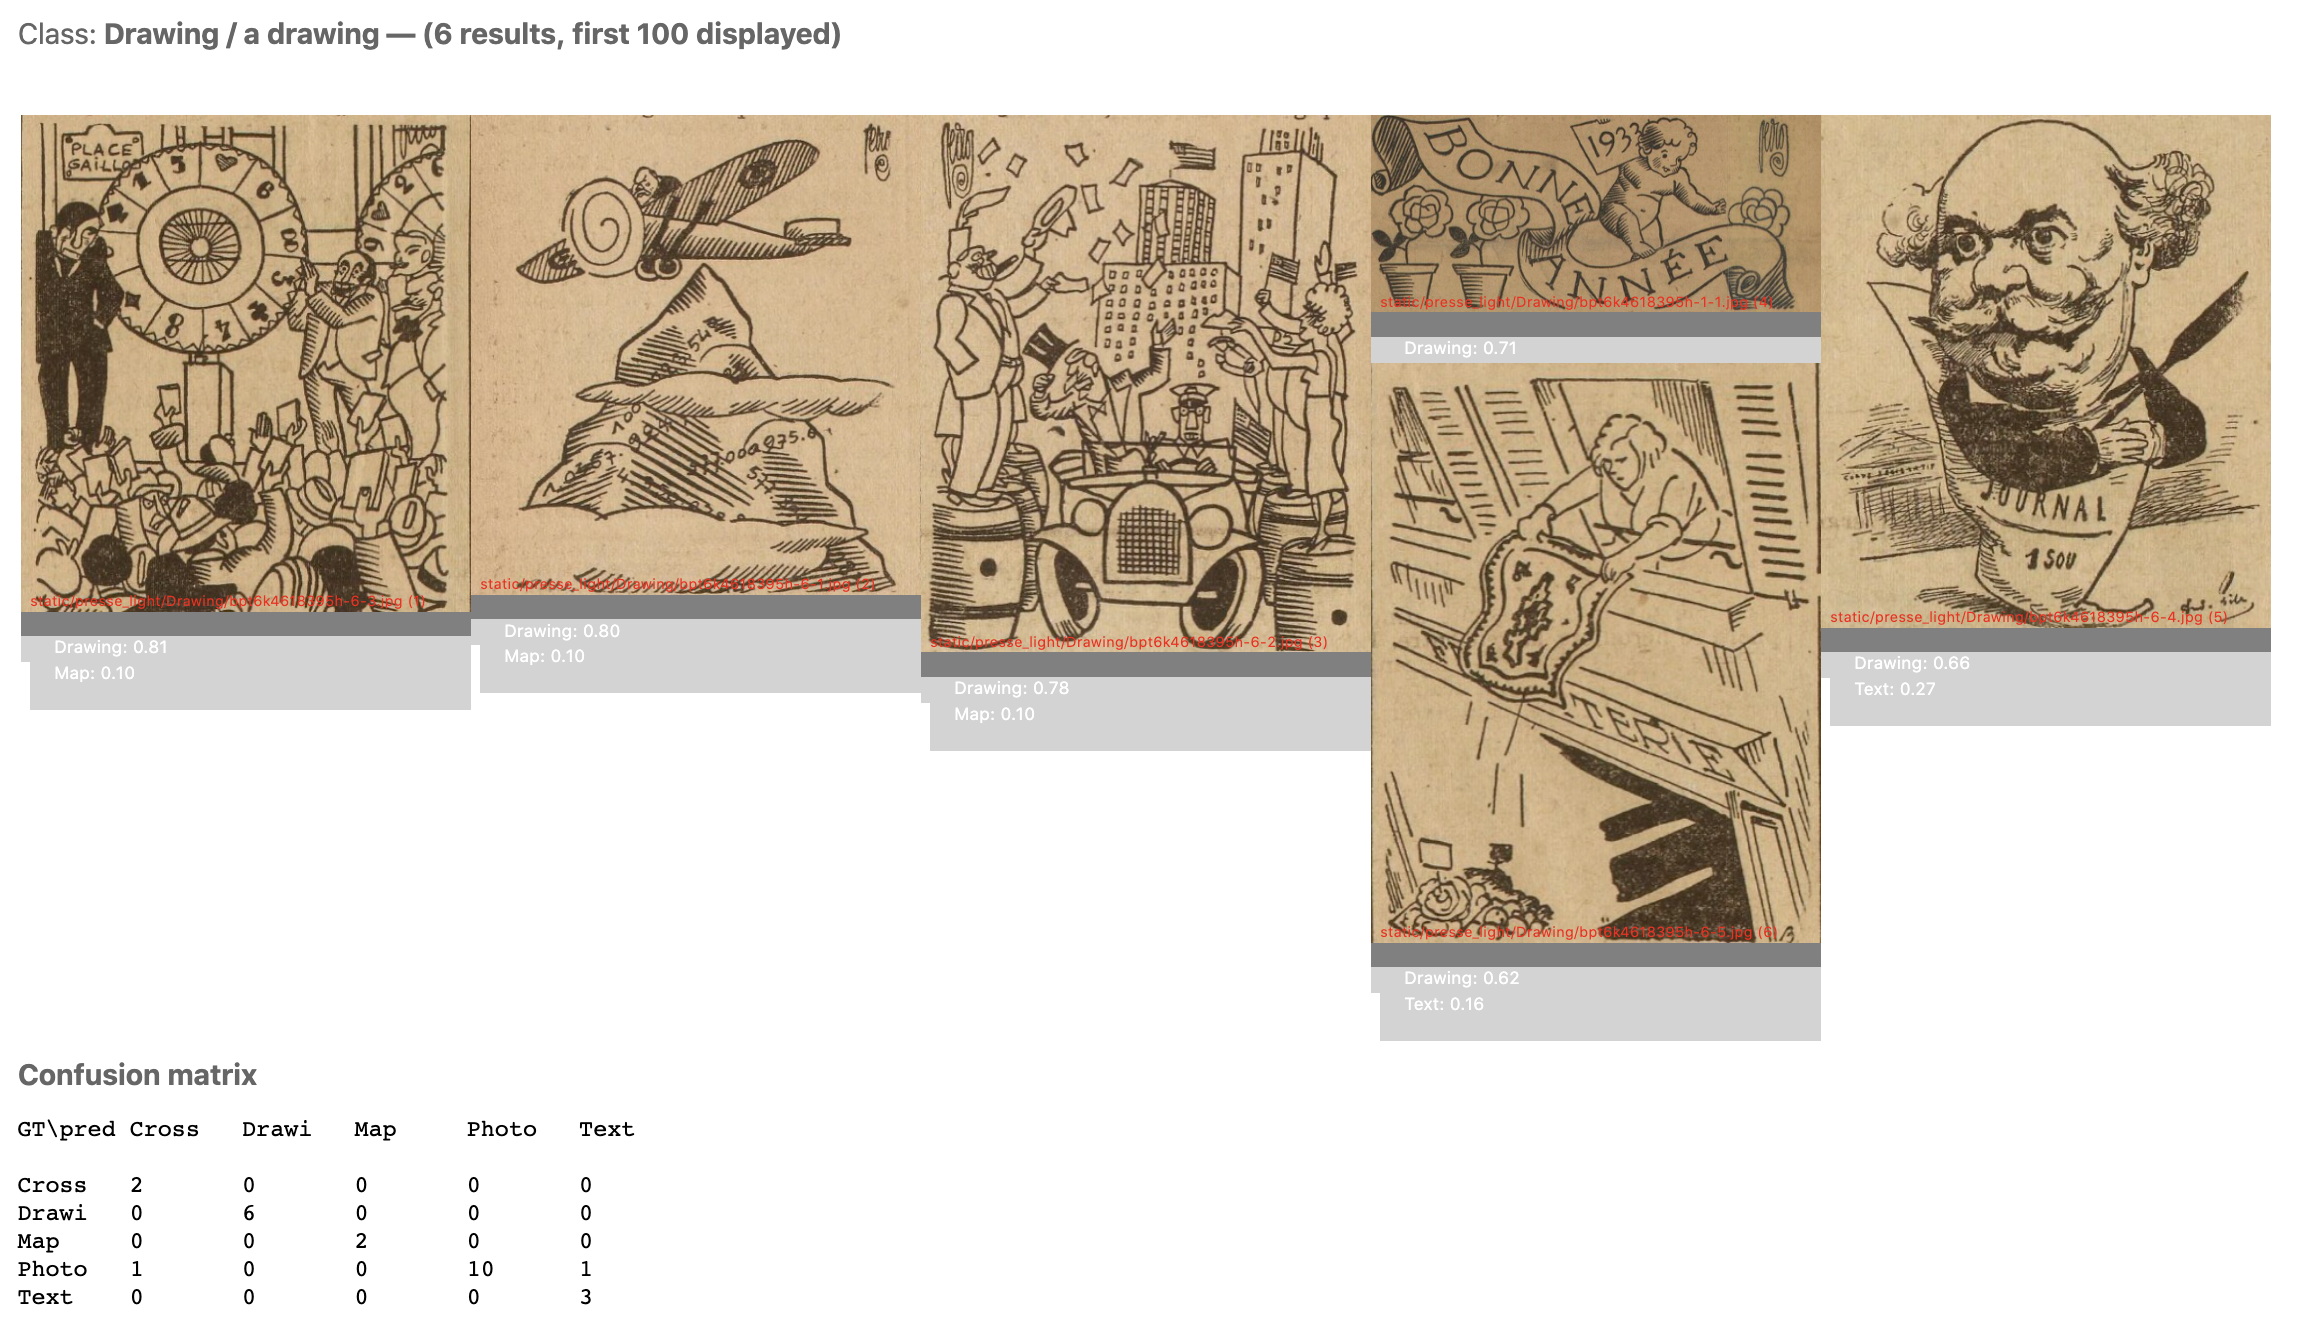 Class: Drawing / a drawing — (6 results, first 100 displayed)
PLACE
GAILLON
static/presse_light/Drawing/bpt6k4618395h-6-3.jpg (1)
Drawing: 0.81
Map: 0.10
static/presse_light/Drawing/bpt6k4618395h-6-1.jpg (2)
Drawing: 0.80
Map: 0.10
static/presse_light/Drawing/bpt6k4618395h-6-2.jpg (3)
Drawing: 0.78
Map: 0.10
BONNE
1933
ANNÉE
static/presse_light/Drawing/bpt6k4618395h-1-1.jpg (4)
Drawing: 0.71
TERIE
static/presse_light/Drawing/bpt6k4618395h-6-5.jpg (6)
Drawing: 0.62
Text: 0.16
JOURNAL
1 SOU
static/presse_light/Drawing/bpt6k4618395h-6-4.jpg (5)
Drawing: 0.66
Text: 0.27
Confusion matrix
GT\pred Cross Drawi Map Photo Text
Cross 2 0 0 0 0
Drawi 0 6 0 0 0
Map 0 0 2 0 0
Photo 1 0 0 10 1
Text 0 0 0 0 3